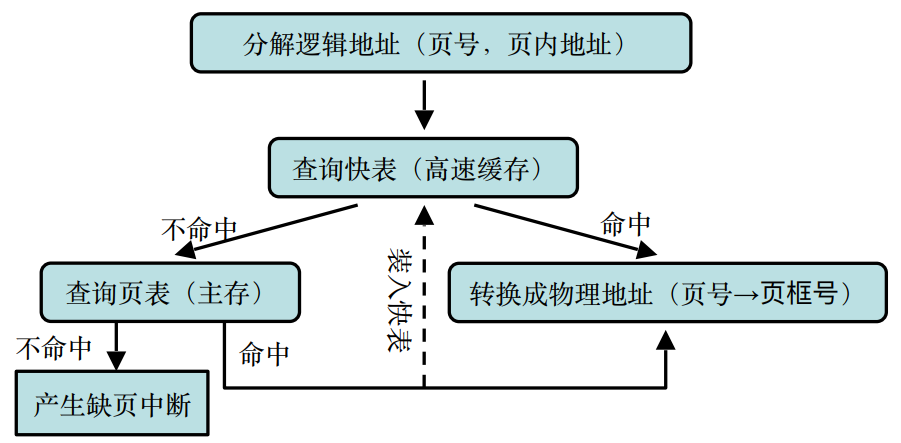 分解逻辑地址（页号，页内地址）
查询快表（高速缓存）
不命中
命中
装入快表
查询页表（主存）
转换成物理地址（页号→页框号）
不命中
命中
产生缺页中断